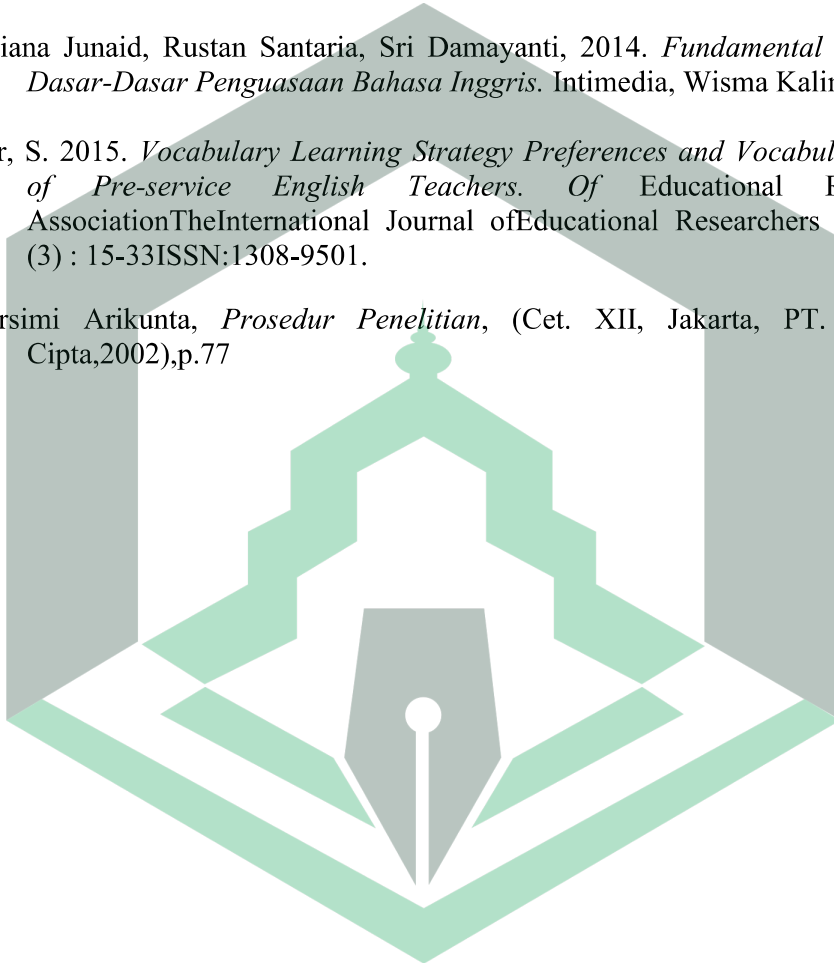 iana Junaid, Rustan Santaria, Sri Damayanti, 2014. Fundamental
Dasar-Dasar Penguasaan Bahasa Inggris. Intimedia, Wisma Kalin
r, S. 2015. Vocabulary Learning Strategy Preferences and Vocabul
of Pre-service English Teachers. Of Educational
AssociationTheInternational Journal ofEducational Researchers
(3) : 15-33ISSN:1308-9501.
rsimi Arikunta, Prosedur Penelitian, (Cet. XII, Jakarta, PT.
Cipta,2002),p.77